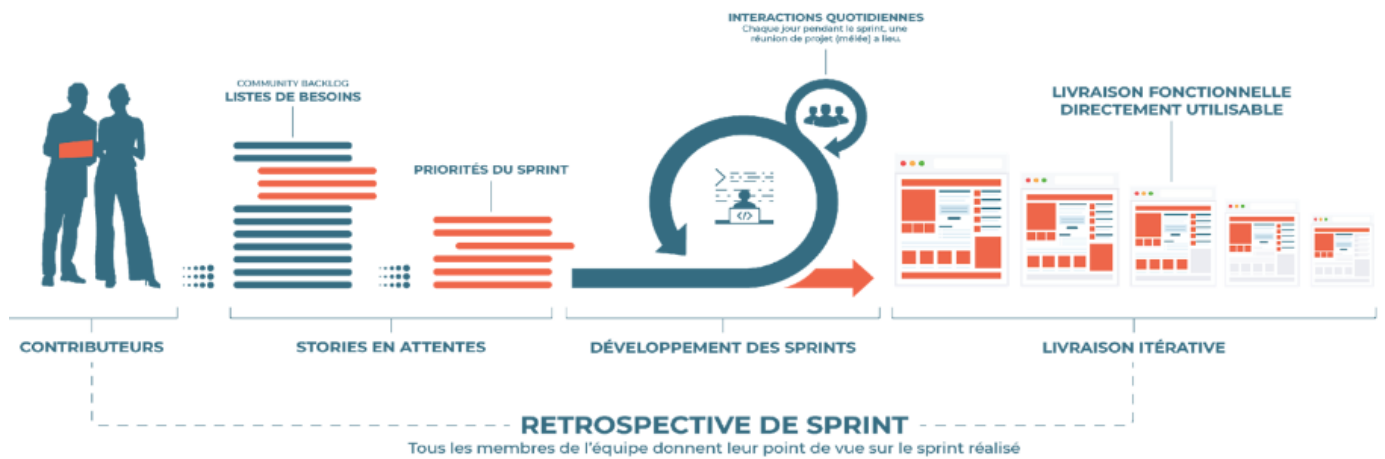 INTERACTIONS QUOTIDIENNES
Chaque jour pendant le sprint, une
réunion de projet (mêlée) a lieu.
COMMUNITY BACKLOG
LISTES DE BESOINS
PRIORITÉS DU SPRINT
LIVRAISON FONCTIONNELLE
DIRECTEMENT UTILISABLE
CONTRIBUTEURS
STORIES EN ATTENTES
DÉVELOPPEMENT DES SPRINTS
LIVRAISON ITÉRATIVE
RETROSPECTIVE DE SPRINT
Tous les membres de l'équipe donnent leur point de vue sur le sprint réalisé